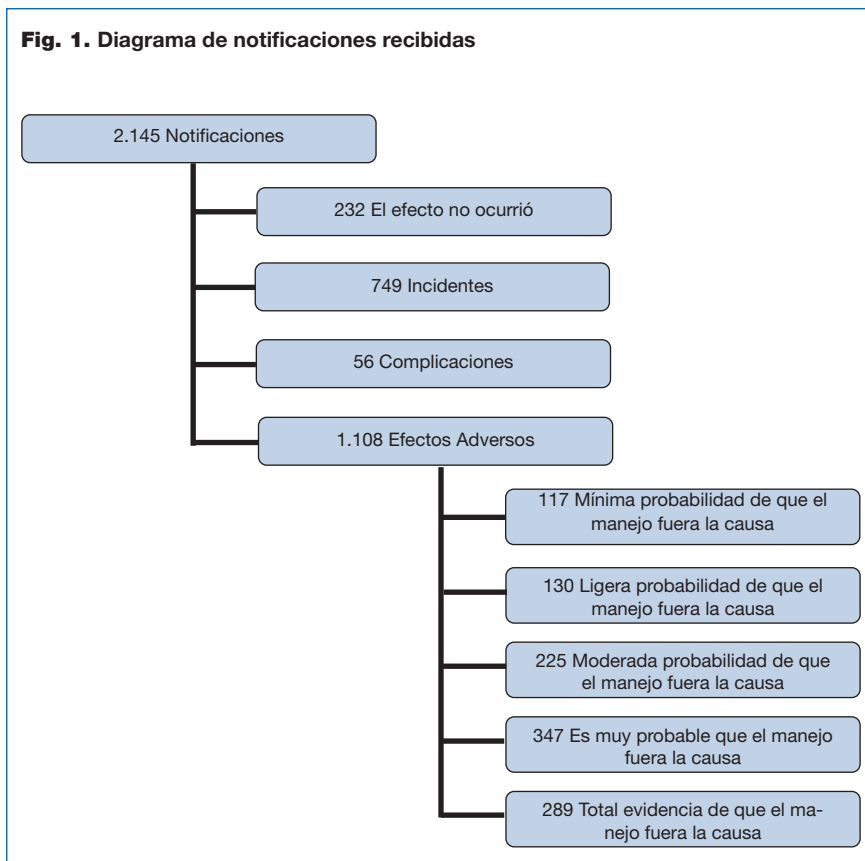 Fig. 1. Diagrama de notificaciones recibidas
2.145 Notificaciones
232 El efecto no ocurrió
749 Incidentes
56 Complicaciones
1.108 Efectos Adversos
117 Mínima probabilidad de que el
manejo fuera la causa
130 Ligera probabilidad de que el
manejo fuera la causa
225 Moderada probabilidad de que
el manejo fuera la causa
347 Es muy probable que el manejo
fuera la causa
289 Total evidencia de que el ma-
nejo fuera la causa